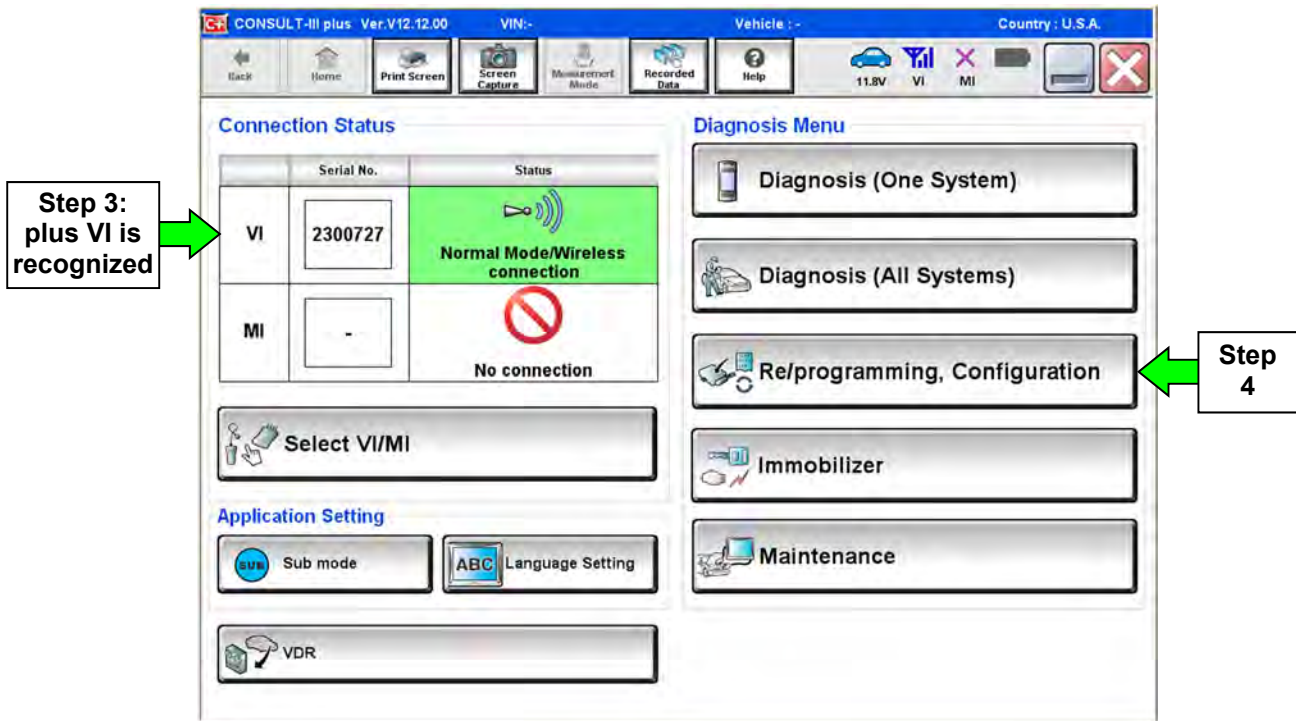 C+ CONSULT-III plus Ver.V12.12.00 VIN:- Vehicle : - Country : U.S.A.
Back
Home
Print Screen
Screen
Capture
Measurement
Mode
Recorded
Data
Help
11.8V
VI
MI
Connection Status
Serial No. Status
VI
2300727
Normal Mode/Wireless
connection
MI
-
No connection
Select VI/MI
Application Setting
SUB Sub mode
ABC Language Setting
VDR
Diagnosis Menu
Diagnosis (One System)
Diagnosis (All Systems)
Re/programming, Configuration
Immobilizer
Maintenance
Step 3:
plus VI is
recognized
Step
4